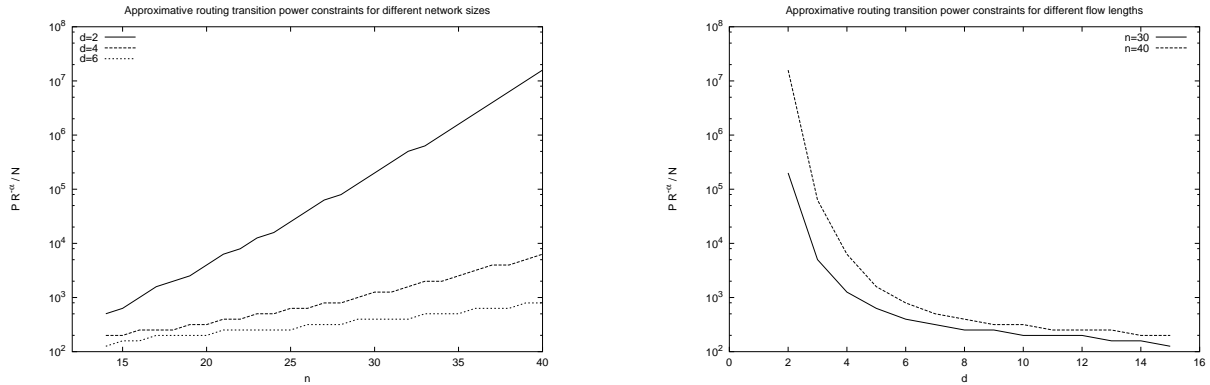 Approximative routing transition power constraints for different network sizes
10^8
10^7
10^6
10^5
10^4
10^3
10^2
P R^-α / N
d=2
d=4
d=6
15
20
25
30
35
40
n
Approximative routing transition power constraints for different flow lengths
10^8
10^7
10^6
10^5
10^4
10^3
10^2
P R^-α / N
n=30
n=40
0
2
4
6
8
10
12
14
16
d